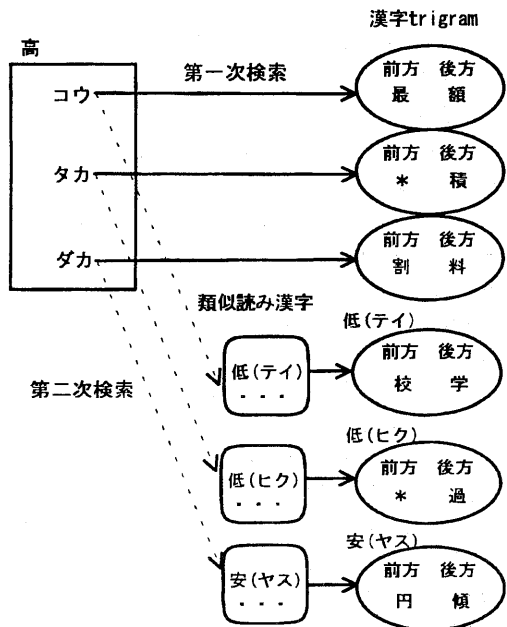 漢字trigram
高
第一次検索
コウ
前方 後方
最 額
タカ
前方 後方
* 積
ダカ
前方 後方
割 料
類似読み漢字
第二次検索
低(テイ)
・・・
低(テイ)
前方 後方
校 学
低(ヒク)
・・・
低(ヒク)
前方 後方
* 過
安(ヤス)
・・・
安(ヤス)
前方 後方
円 傾